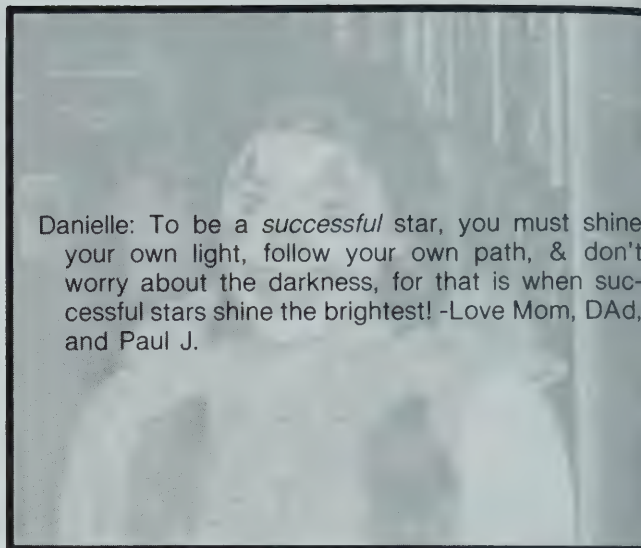 Danielle: To be a successful star, you must shine
your own light, follow your own path, & don't
worry about the darkness, for that is when suc-
cessful stars shine the brightest! -Love Mom, DAd,
and Paul J.